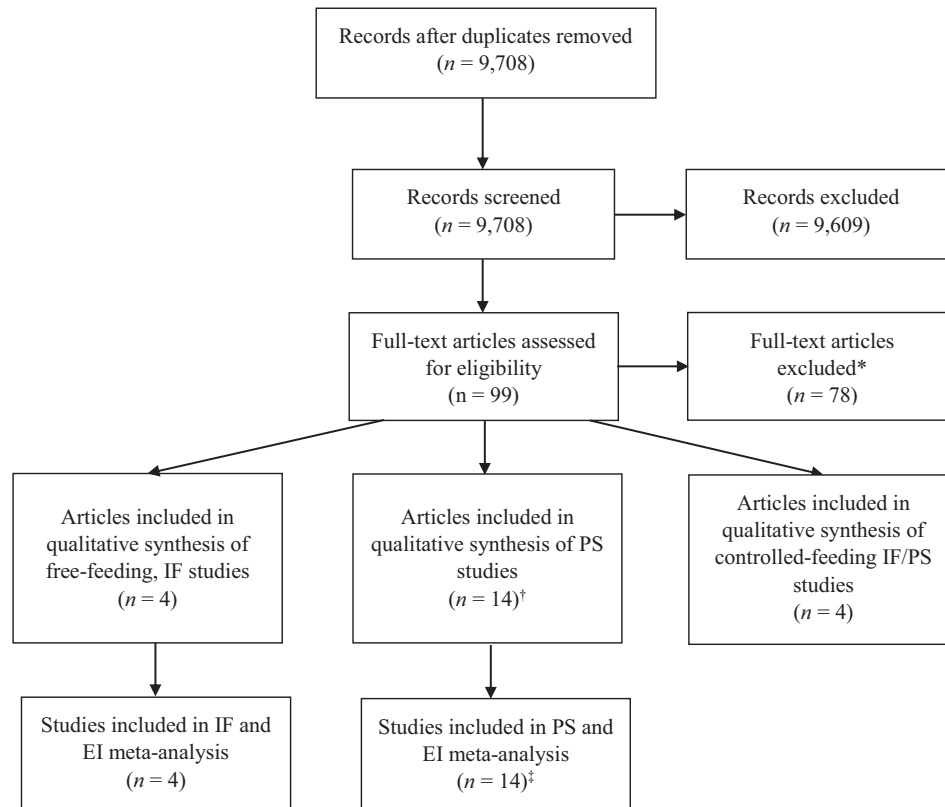 Records after duplicates removed
(n = 9,708)
Records screened
(n = 9,708)
Records excluded
(n = 9,609)
Full-text articles assessed
for eligibility
(n = 99)
Full-text articles
excluded*
(n = 78)
Articles included in
qualitative synthesis of
free-feeding, IF studies
(n = 4)
Articles included in
qualitative synthesis of PS
studies
(n = 14)†
Articles included in
qualitative synthesis of
controlled-feeding IF/PS
studies
(n = 4)
Studies included in IF and
EI meta-analysis
(n = 4)
Studies included in PS and
EI meta-analysis
(n = 14)‡